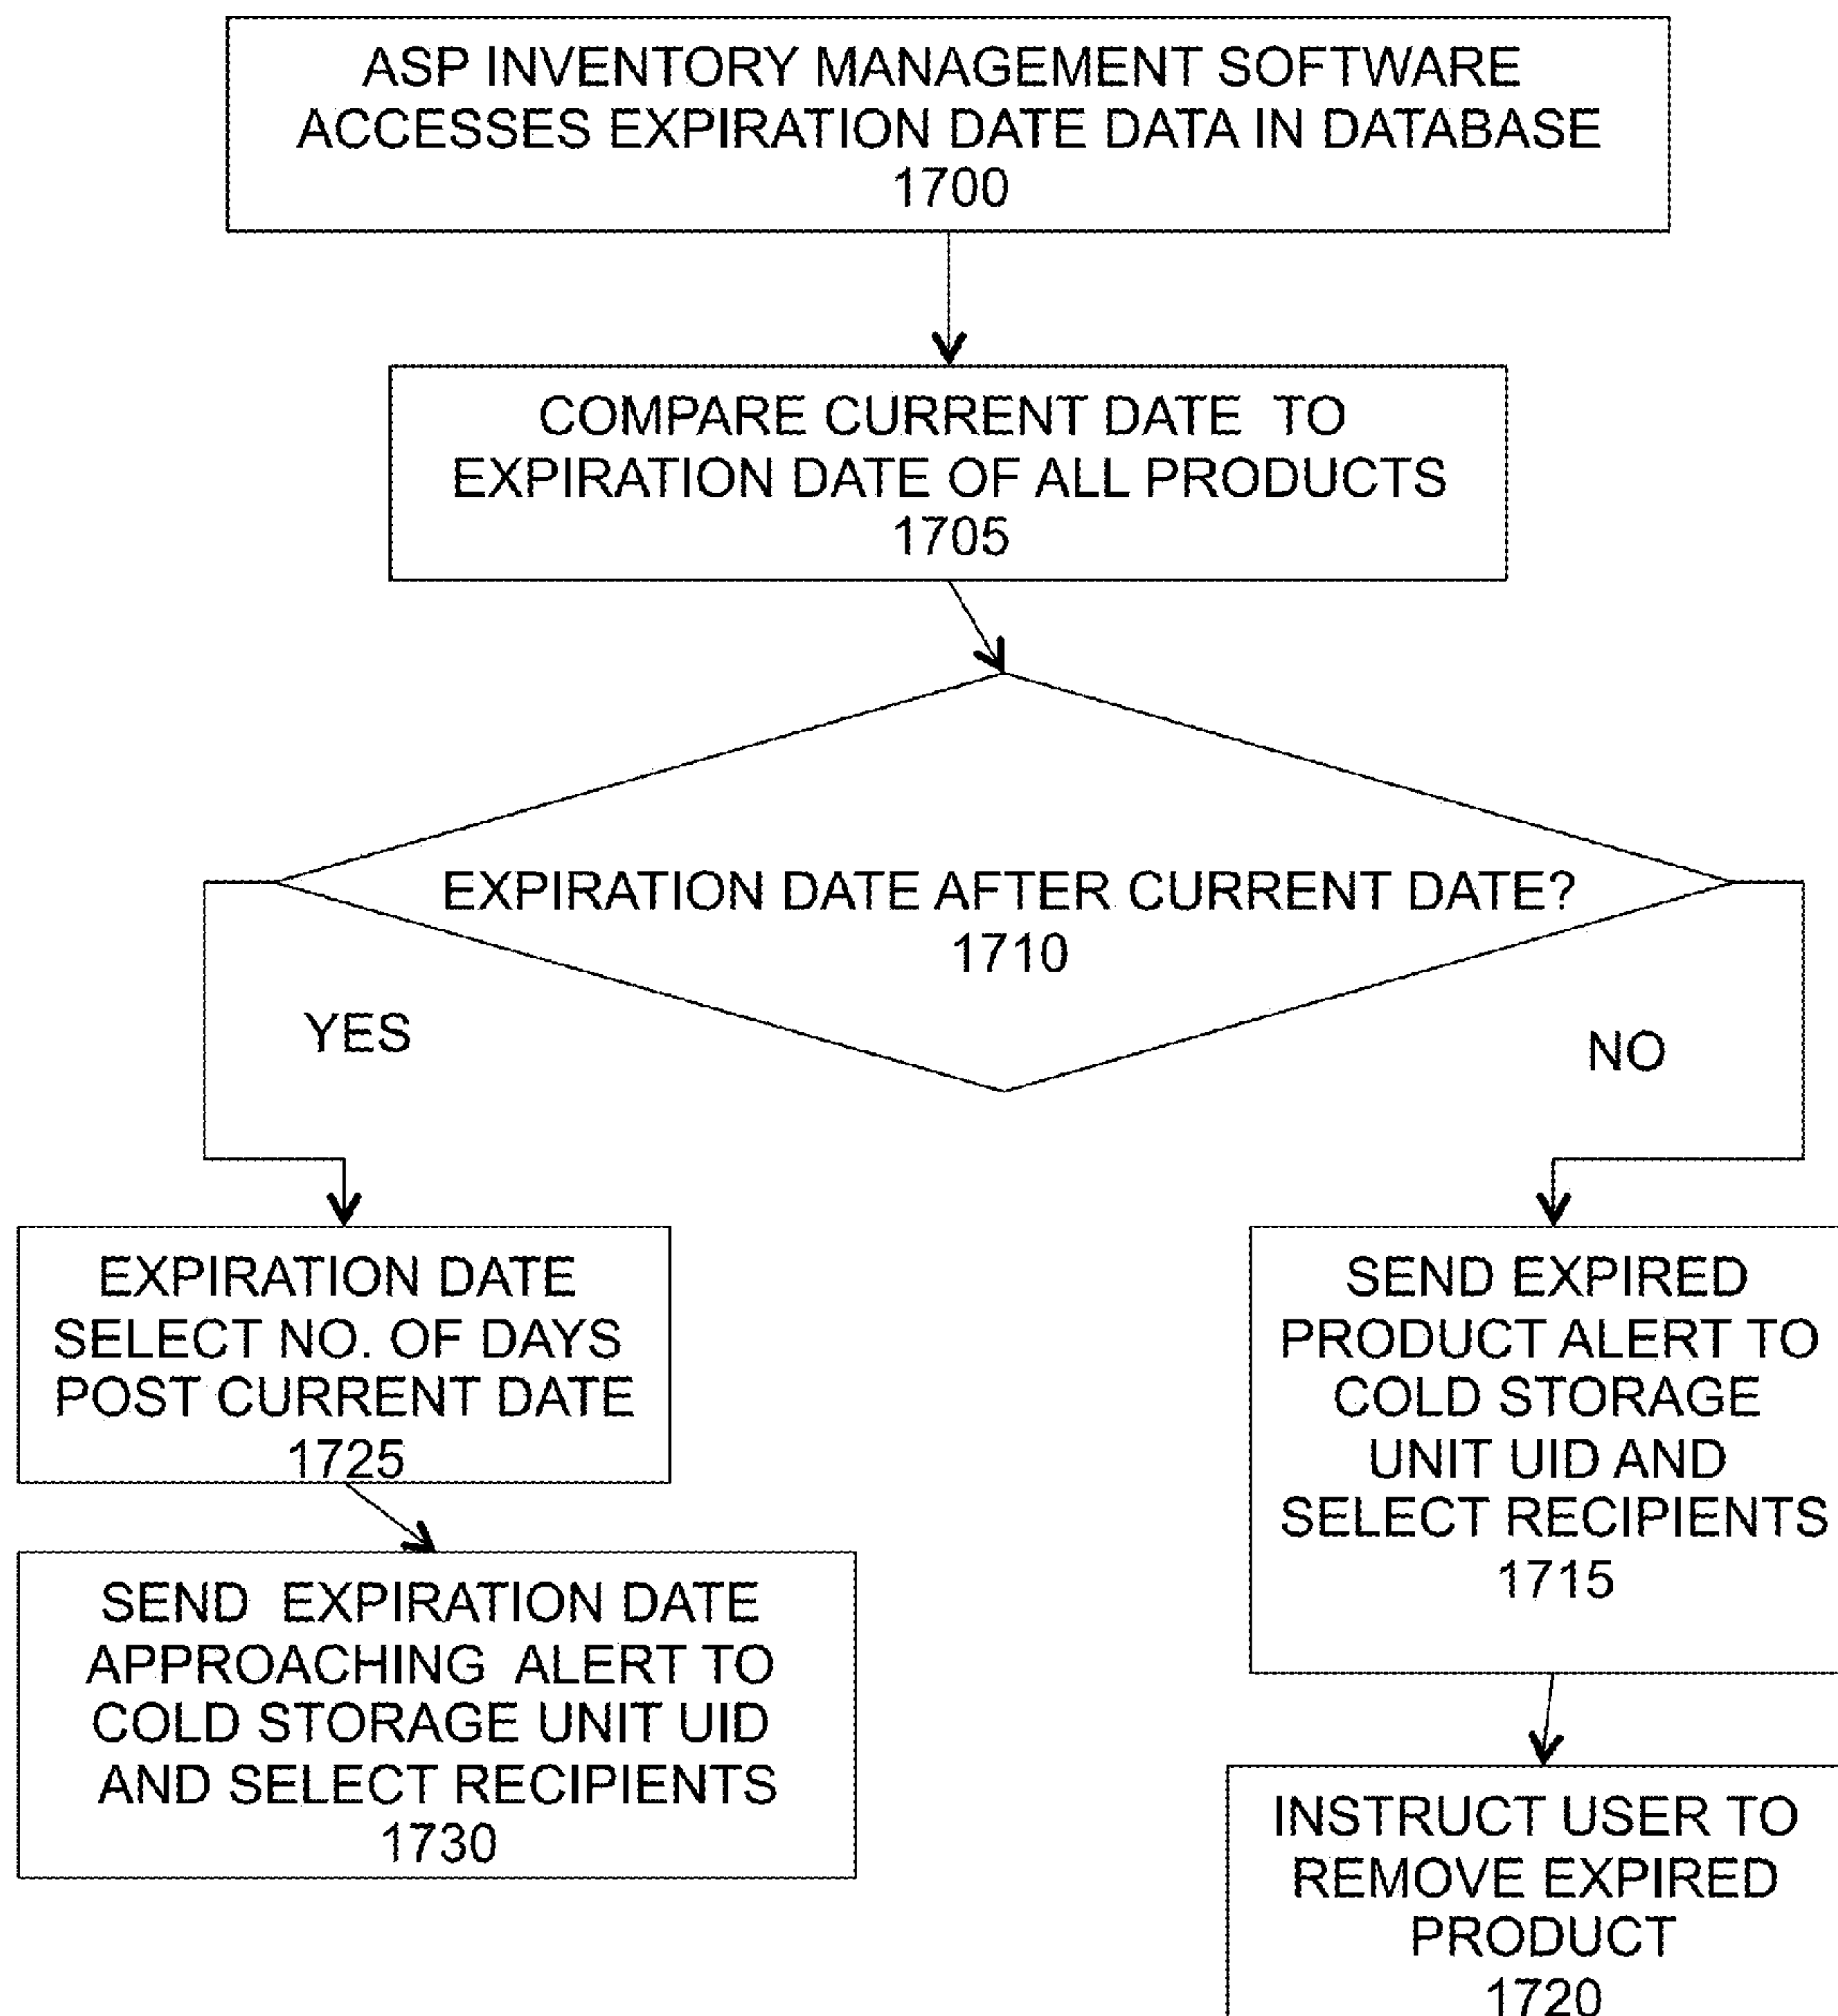 ASP INVENTORY MANAGEMENT SOFTWARE
ACCESSES EXPIRATION DATE DATA IN DATABASE
1700
COMPARE CURRENT DATE TO
EXPIRATION DATE OF ALL PRODUCTS
1705
EXPIRATION DATE AFTER CURRENT DATE?
1710
YES
NO
EXPIRATION DATE
SELECT NO. OF DAYS
POST CURRENT DATE
1725
SEND EXPIRATION DATE
APPROACHING ALERT TO
COLD STORAGE UNIT UID
AND SELECT RECIPIENTS
1730
SEND EXPIRED
PRODUCT ALERT TO
COLD STORAGE
UNIT UID AND
SELECT RECIPIENTS
1715
INSTRUCT USER TO
REMOVE EXPIRED
PRODUCT
1720